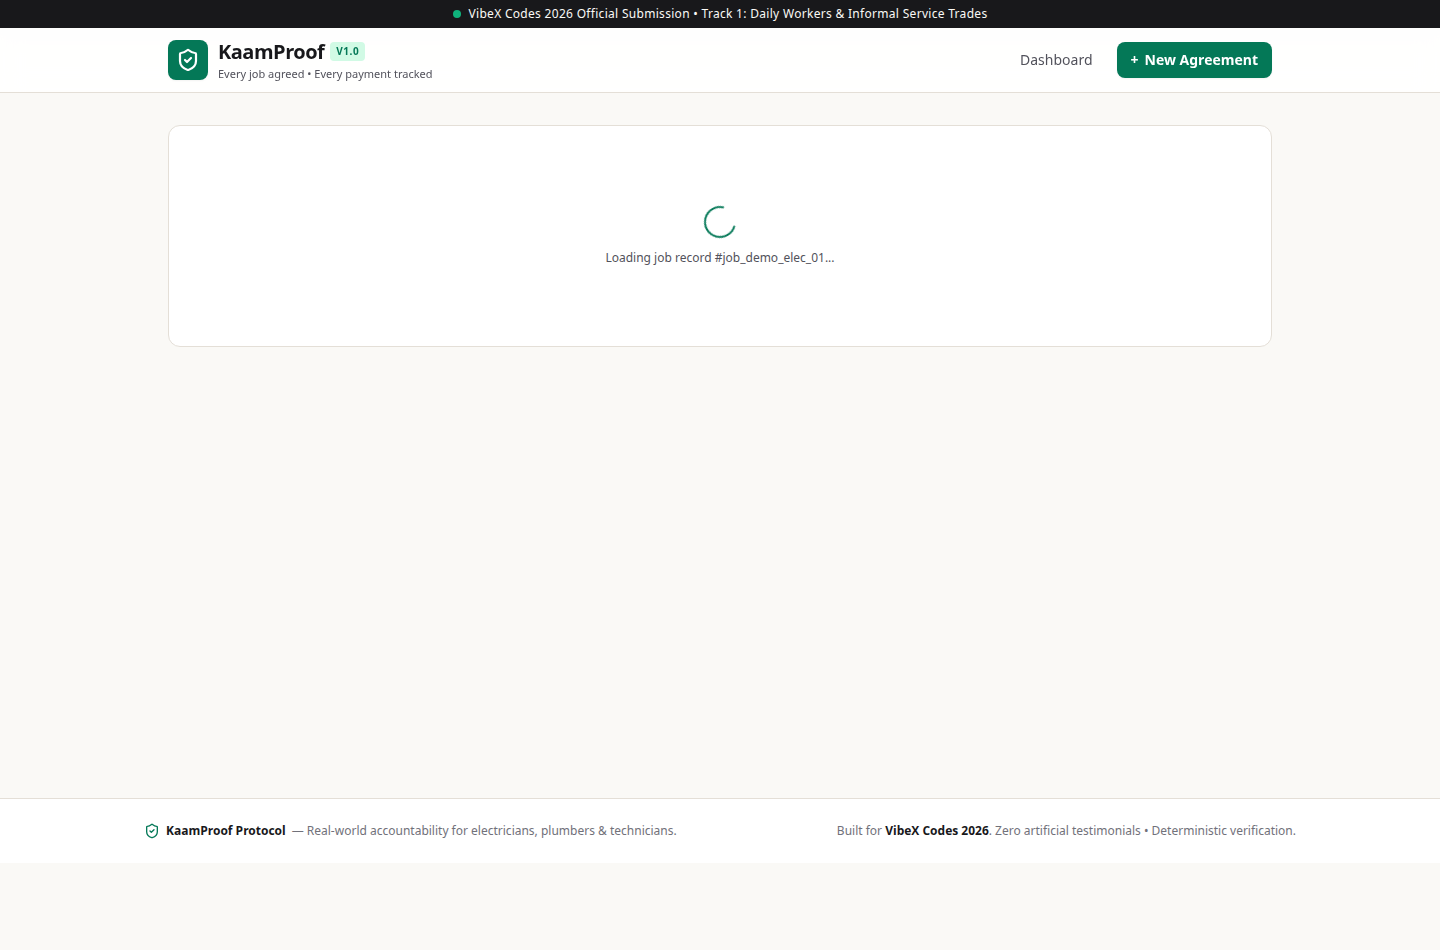 VibeX Codes 2026 Official Submission • Track 1: Daily Workers & Informal Service Trades
KaamProof V1.0
Every job agreed • Every payment tracked
Dashboard
+ New Agreement
Loading job record #job_demo_elec_01...
KaamProof Protocol — Real-world accountability for electricians, plumbers & technicians.
Built for VibeX Codes 2026. Zero artificial testimonials • Deterministic verification.